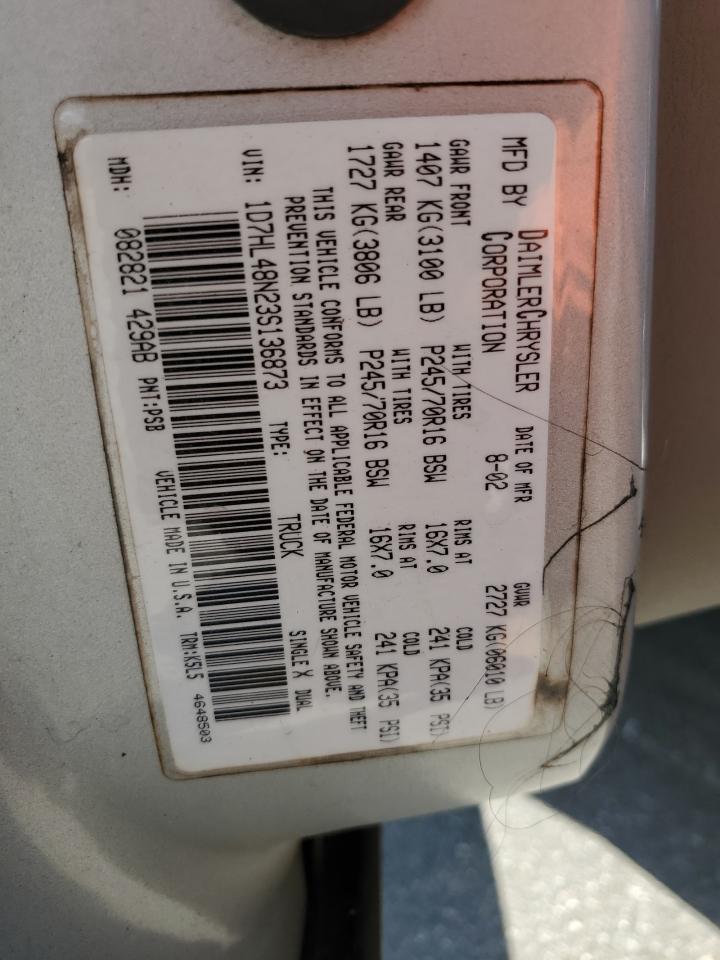 MFD BY DAIMLERCHRYSLER CORPORATION DATE OF MFR 8-02 GVWR 2727 KG(06010 LB)
GAWR FRONT WITH TIRES RIMS AT COLD
1407 KG(3100 LB) P245/70R16 BSW 16X7.0 241 KPA(35 PSI)
GAWR REAR WITH TIRES RIMS AT COLD
1727 KG(3806 LB) P245/70R16 BSW 16X7.0 241 KPA(35 PSI)
THIS VEHICLE CONFORMS TO ALL APPLICABLE FEDERAL MOTOR VEHICLE SAFETY AND THEFT
PREVENTION STANDARDS IN EFFECT ON THE DATE OF MANUFACTURE SHOWN ABOVE.
VIN: 1D7HL48N23S136873 TYPE: TRUCK SINGLE X DUAL
MDH: 082821 429AB PNT:PSB VEHICLE MADE IN U.S.A. TRM:K5L5 4648503